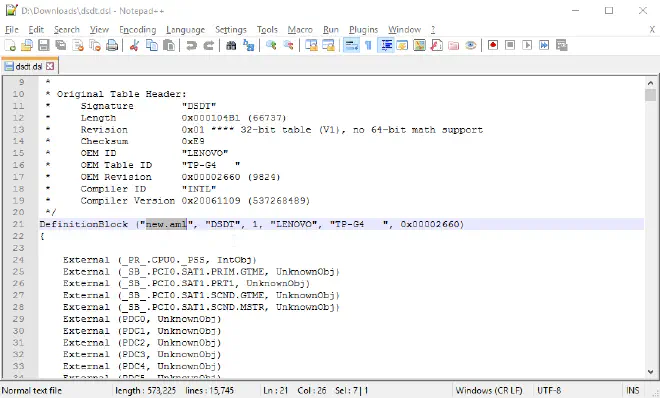 D:\Downloads\dsdt.dsl - Notepad++
File Edit Search View Encoding Language Settings Tools Macro Run Plugins Window ? X
dsdt.dsl
9 *
10 * Original Table Header:
11 * Signature "DSDT"
12 * Length 0x000104B1 (66737)
13 * Revision 0x01 **** 32-bit table (V1), no 64-bit math support
14 * Checksum 0xE9
15 * OEM ID "LENOVO"
16 * OEM Table ID "TP-G4   "
17 * OEM Revision 0x00002660 (9824)
18 * Compiler ID "INTL"
19 * Compiler Version 0x20061109 (537268489)
20 */
21 DefinitionBlock ("new.aml", "DSDT", 1, "LENOVO", "TP-G4   ", 0x00002660)
22 {
24 External (_PR_.CPU0._PSS, IntObj)
25 External (_SB_.PCI0.SAT1.PRIM.GTME, UnknownObj)
26 External (_SB_.PCI0.SAT1.PRT1, UnknownObj)
27 External (_SB_.PCI0.SAT1.SCND.GTME, UnknownObj)
28 External (_SB_.PCI0.SAT1.SCND.MSTR, UnknownObj)
29 External (PDC0, UnknownObj)
30 External (PDC1, UnknownObj)
31 External (PDC2, UnknownObj)
32 External (PDC3, UnknownObj)
33 External (PDC4, UnknownObj)
34 External (PDC5, UnknownObj)
Normal text file length : 573,225 lines : 15,745 Ln : 21 Col : 26 Sel : 7 | 1 Windows (CR LF) UTF-8 INS